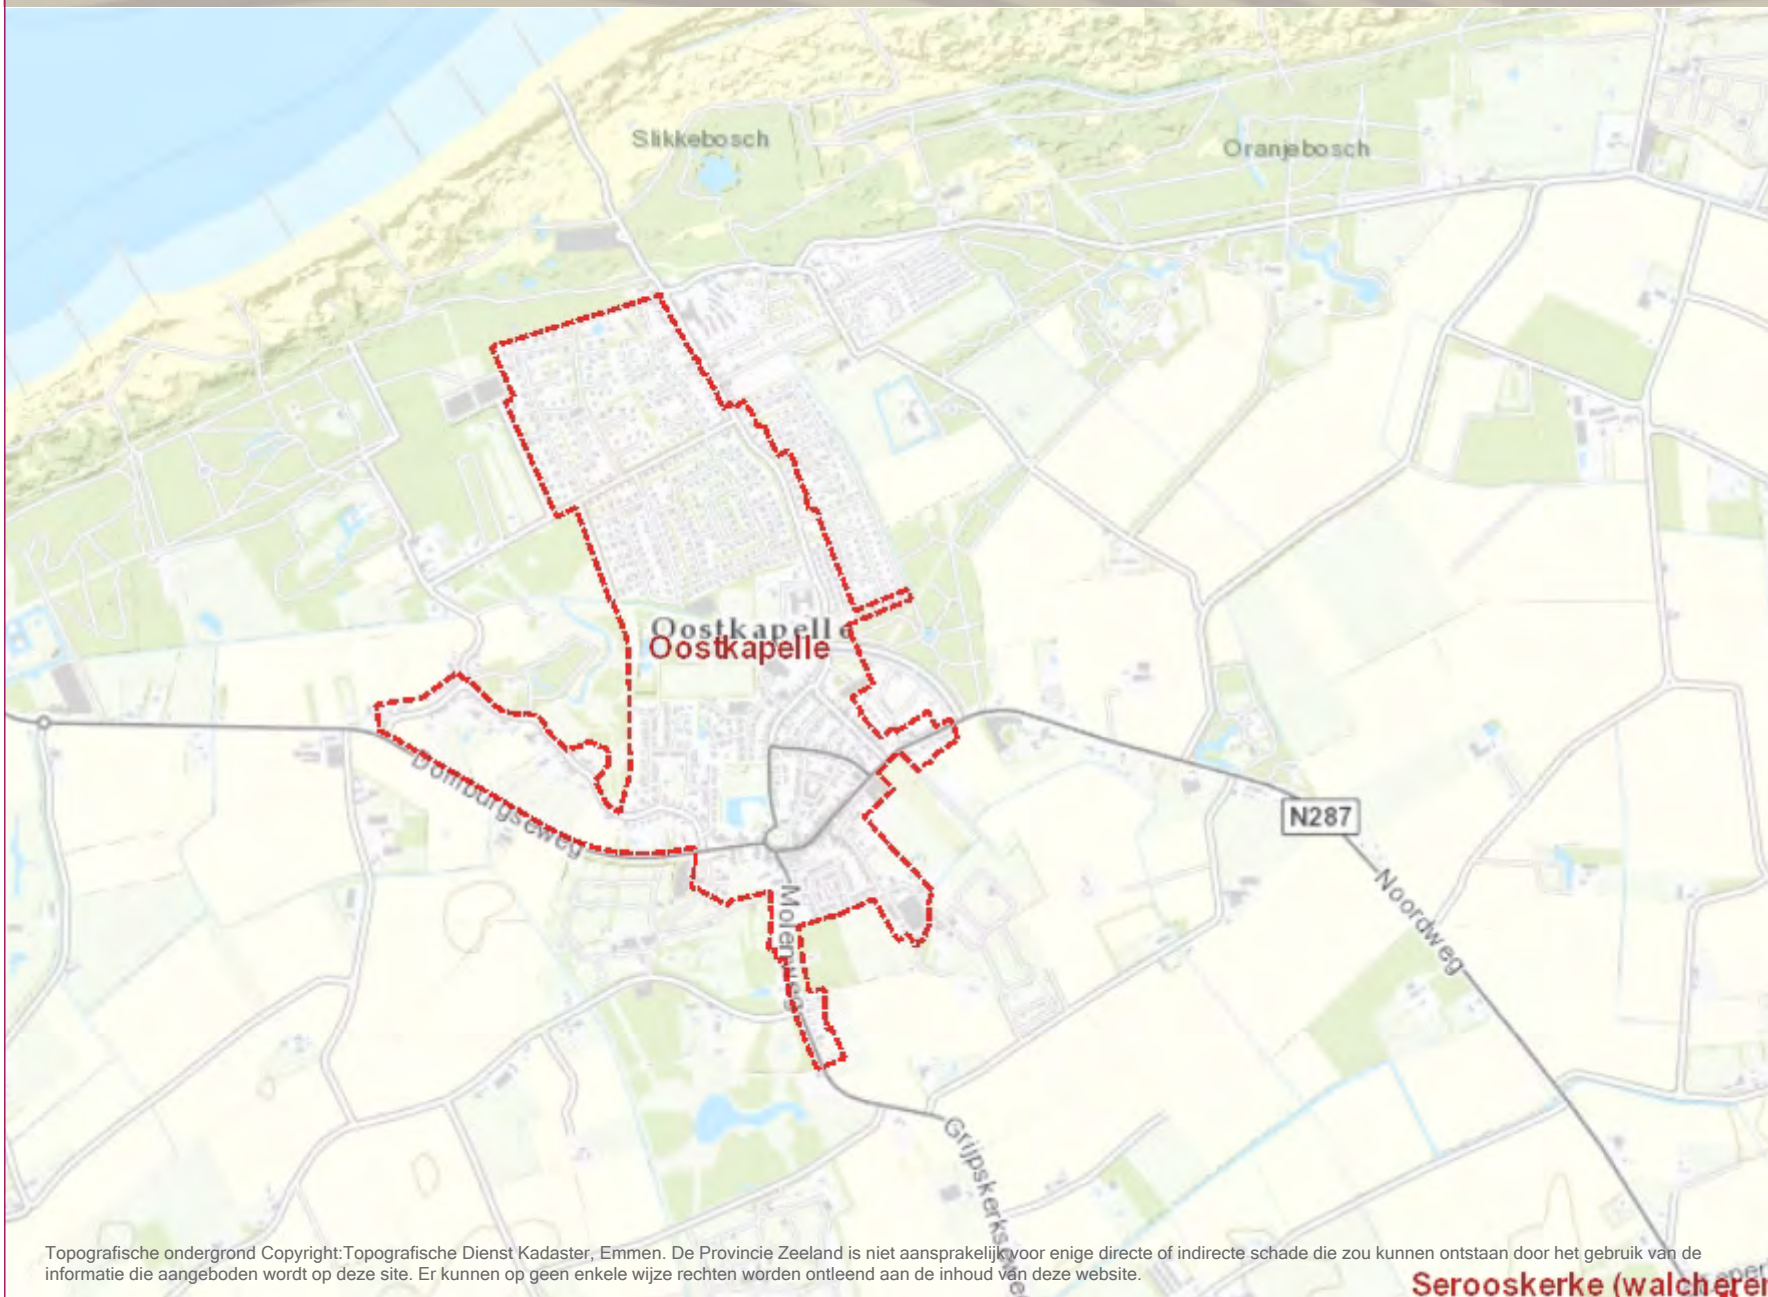 Slikkebosch
Oranjebosch
Oostkapelle
Oostkapelle
Domburgseweg
N287
Molenweg
Noordweg
Topografische ondergrond Copyright:Topografische Dienst Kadaster, Emmen. De Provincie Zeeland is niet aansprakelijk voor enige directe of indirecte schade die zou kunnen ontstaan door het gebruik van de
informatie die aangeboden wordt op deze site. Er kunnen op geen enkele wijze rechten worden ontleend aan de inhoud van deze website.